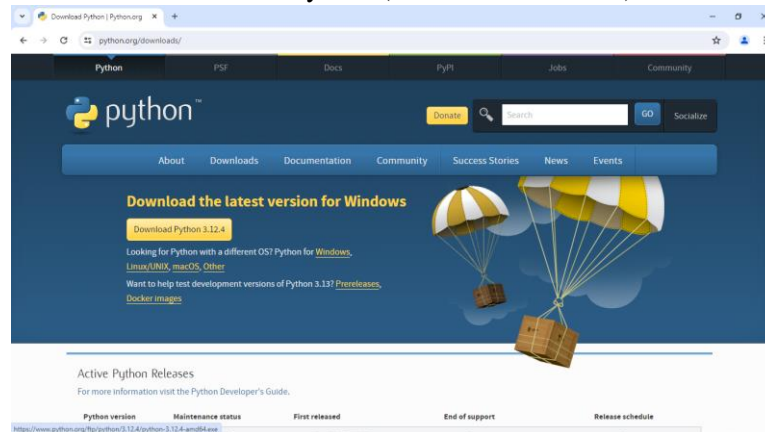 Download Python | Python.org
python.org/downloads/
Python PSF Docs PyPI Jobs Community
python™
Donate Search GO Socialize
About Downloads Documentation Community Success Stories News Events
Download the latest version for Windows
Download Python 3.12.4
Looking for Python with a different OS? Python for Windows,
Linux/UNIX, macOS, Other
Want to help test development versions of Python 3.13? Prereleases,
Docker images
Active Python Releases
For more information visit the Python Developer's Guide.
Python version Maintenance status First released End of support Release schedule
https://www.python.org/ftp/python/3.12.4/python-3.12.4-amd64.exe